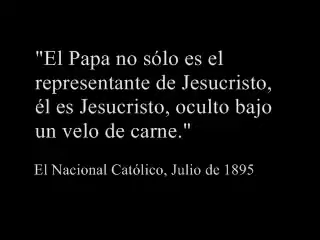 "El Papa no sólo es el
representante de Jesucristo,
él es Jesucristo, oculto bajo
un velo de carne."
El Nacional Católico, Julio de 1895